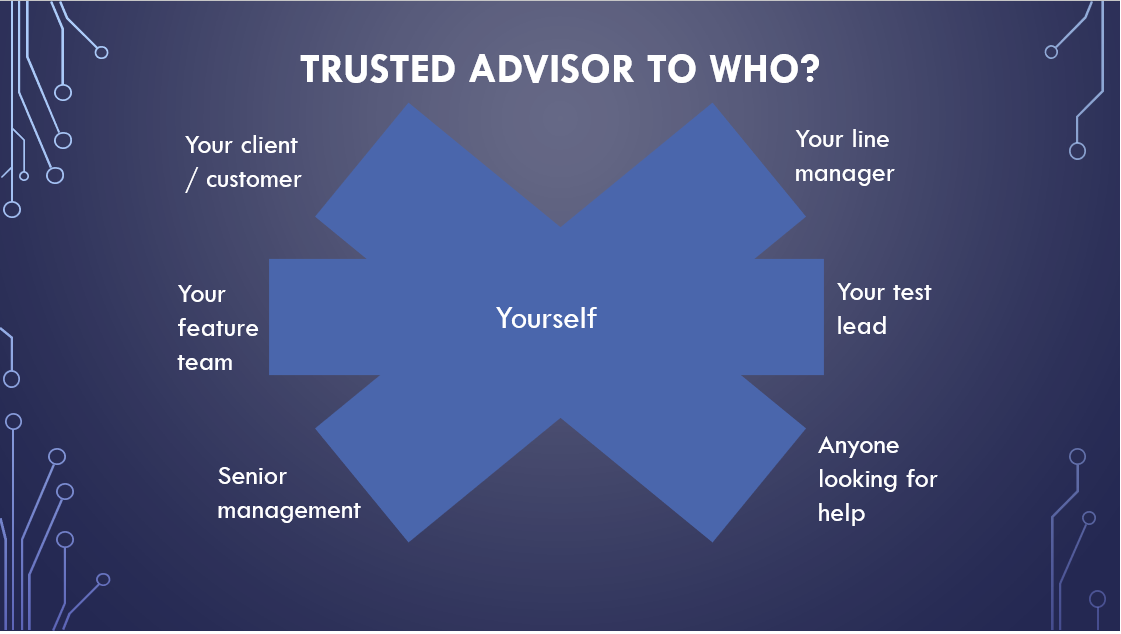 TRUSTED ADVISOR TO WHO?
Your client
/ customer
Your line
manager
Your
feature
team
Yourself
Your test
lead
Senior
management
Anyone
looking for
help